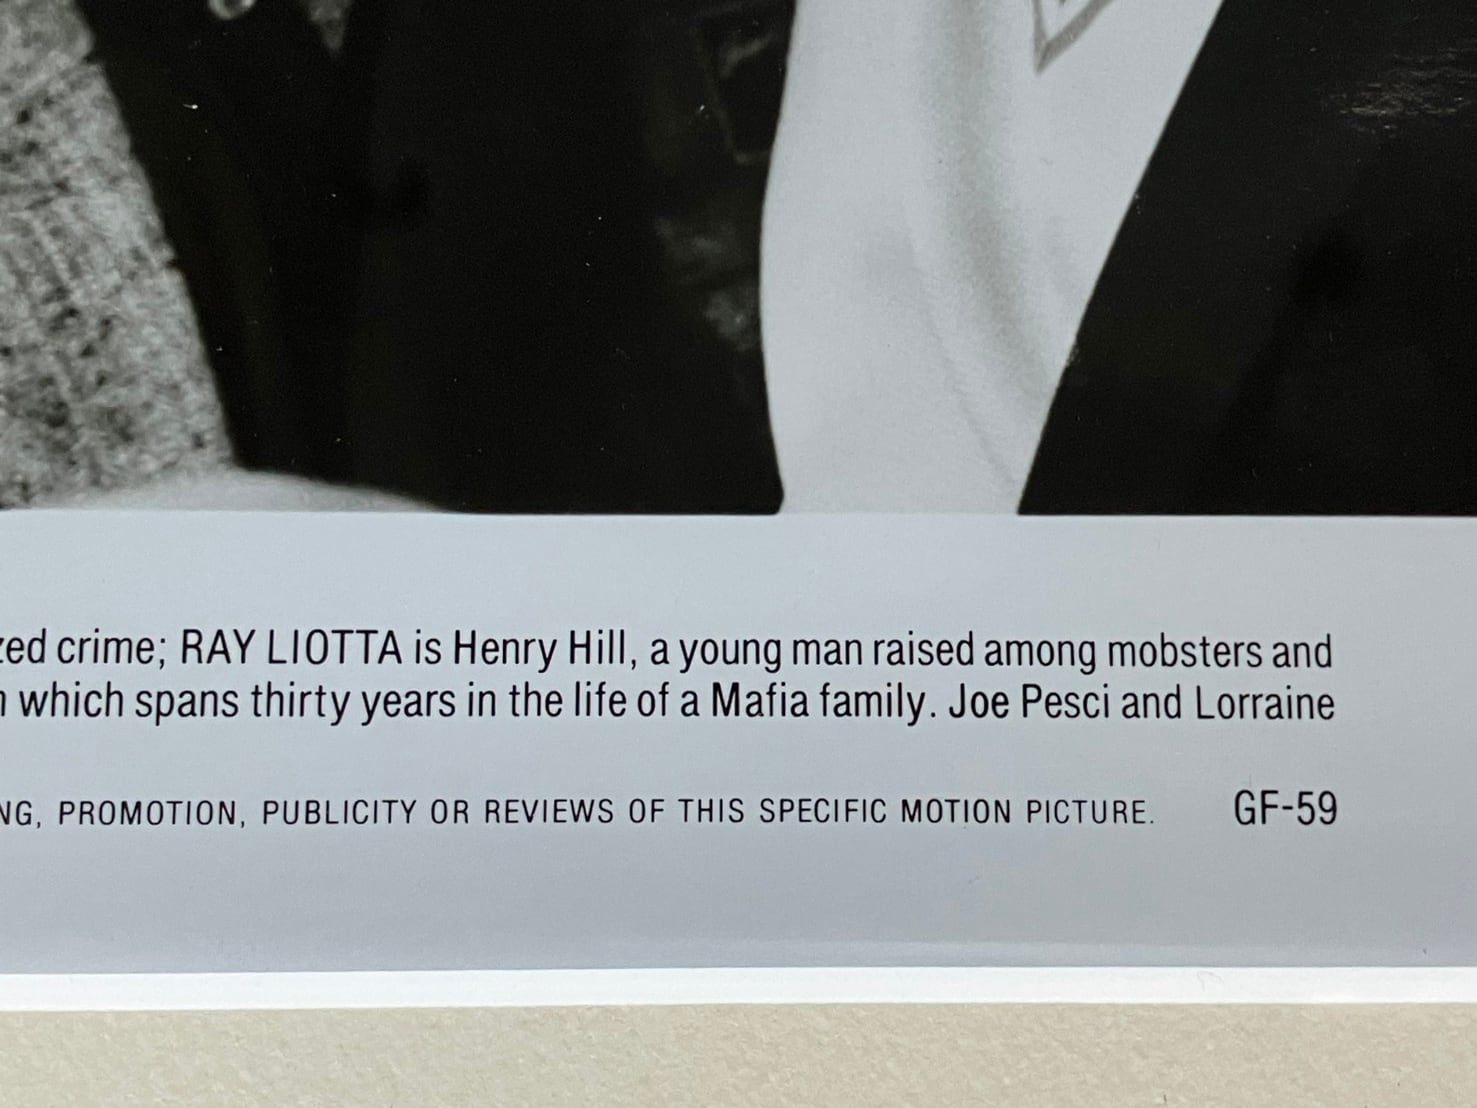 zed crime; RAY LIOTTA is Henry Hill, a young man raised among mobsters and
which spans thirty years in the life of a Mafia family. Joe Pesci and Lorraine
NG, PROMOTION, PUBLICITY OR REVIEWS OF THIS SPECIFIC MOTION PICTURE. GF-59